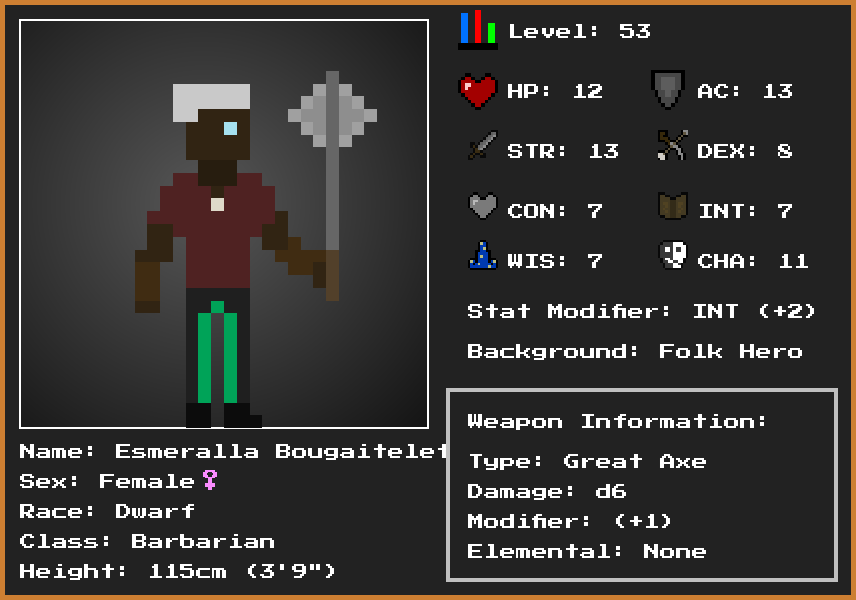 Level: 53
HP: 12
AC: 13
STR: 13
DEX: 8
CON: 7
INT: 7
WIS: 7
CHA: 11
Stat Modifier: INT (+2)
Background: Folk Hero
Weapon Information:
Type: Great Axe
Damage: d6
Modifier: (+1)
Elemental: None
Name: Esmeralla Bougaitelet
Sex: Female♀
Race: Dwarf
Class: Barbarian
Height: 115cm (3'9")